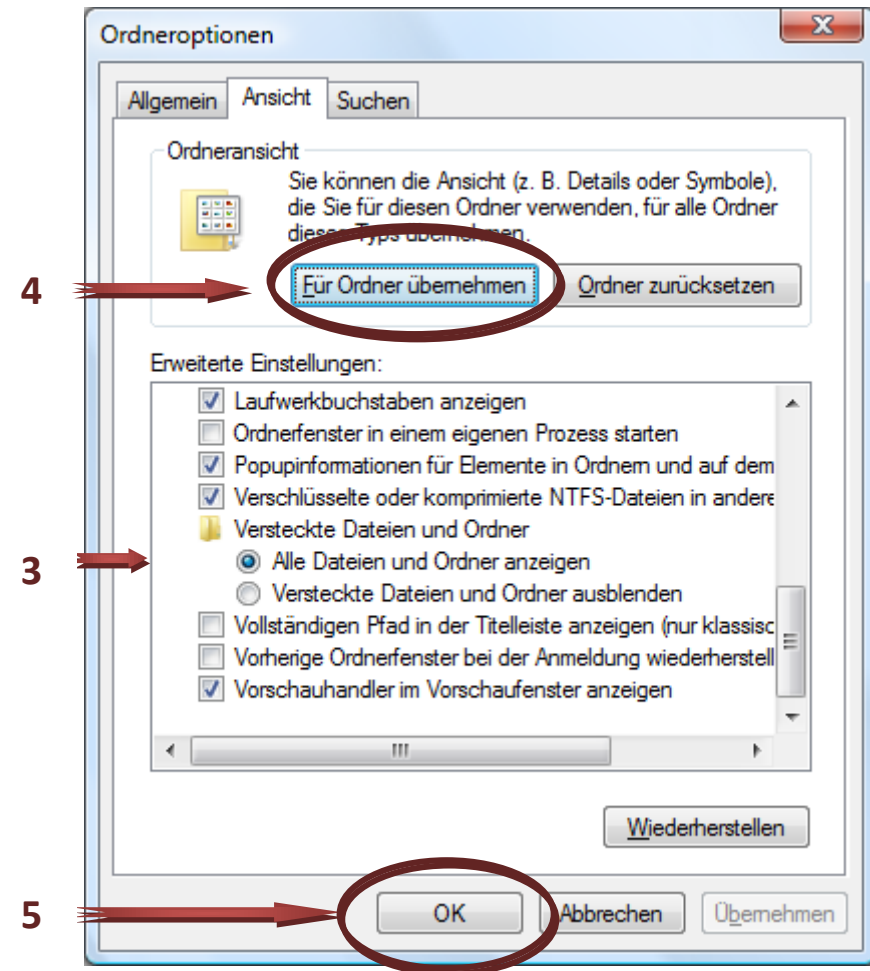 Ordneroptionen
Allgemein Ansicht Suchen
Ordneransicht
Sie können die Ansicht (z. B. Details oder Symbole),
die Sie für diesen Ordner verwenden, für alle Ordner
dieses Typs übernehmen.
4
Für Ordner übernehmen Ordner zurücksetzen
Erweiterte Einstellungen:
Laufwerkbuchstaben anzeigen
Ordnerfenster in einem eigenen Prozess starten
Popupinformationen für Elemente in Ordnern und auf dem
Verschlüsselte oder komprimierte NTFS-Dateien in andere
Versteckte Dateien und Ordner
3
Alle Dateien und Ordner anzeigen
Versteckte Dateien und Ordner ausblenden
Vollständigen Pfad in der Titelleiste anzeigen (nur klassisc
Vorherige Ordnerfenster bei der Anmeldung wiederherstell
Vorschauhandler im Vorschaufenster anzeigen
Wiederherstellen
5
OK Abbrechen Übernehmen